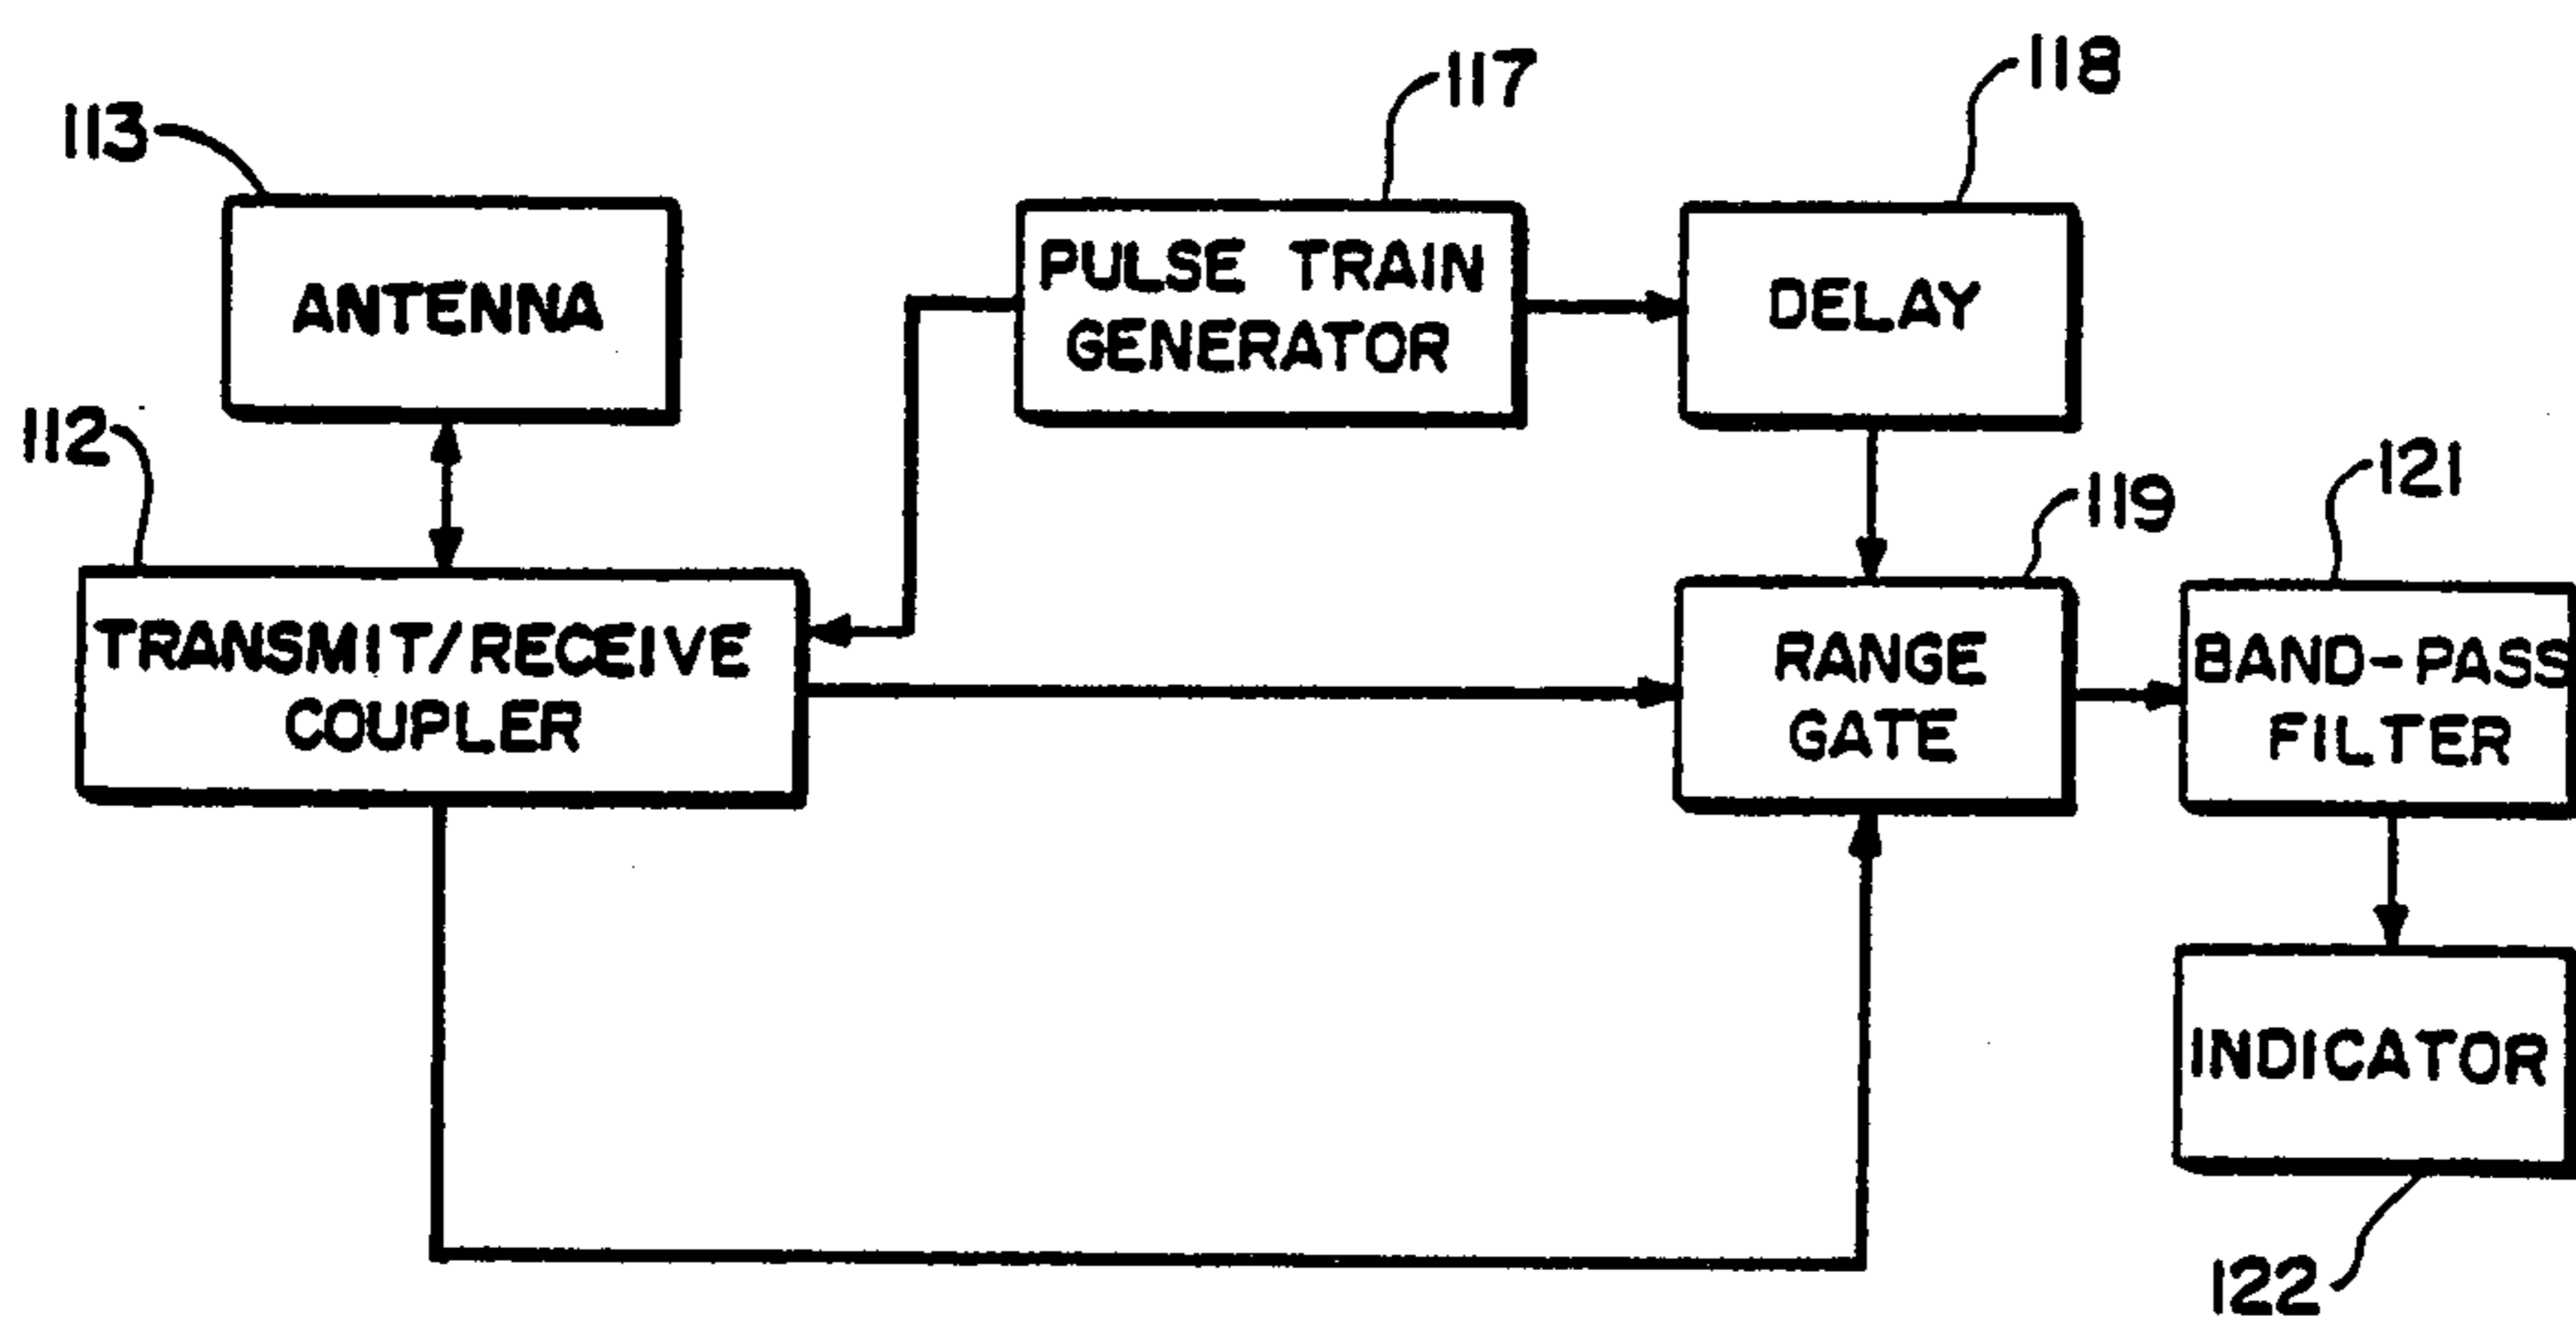 117
118
113
PULSE TRAIN
GENERATOR
DELAY
ANTENNA
112
121
119
TRANSMIT/RECEIVE
COUPLER
RANGE
GATE
BAND-PASS
FILTER
INDICATOR
122